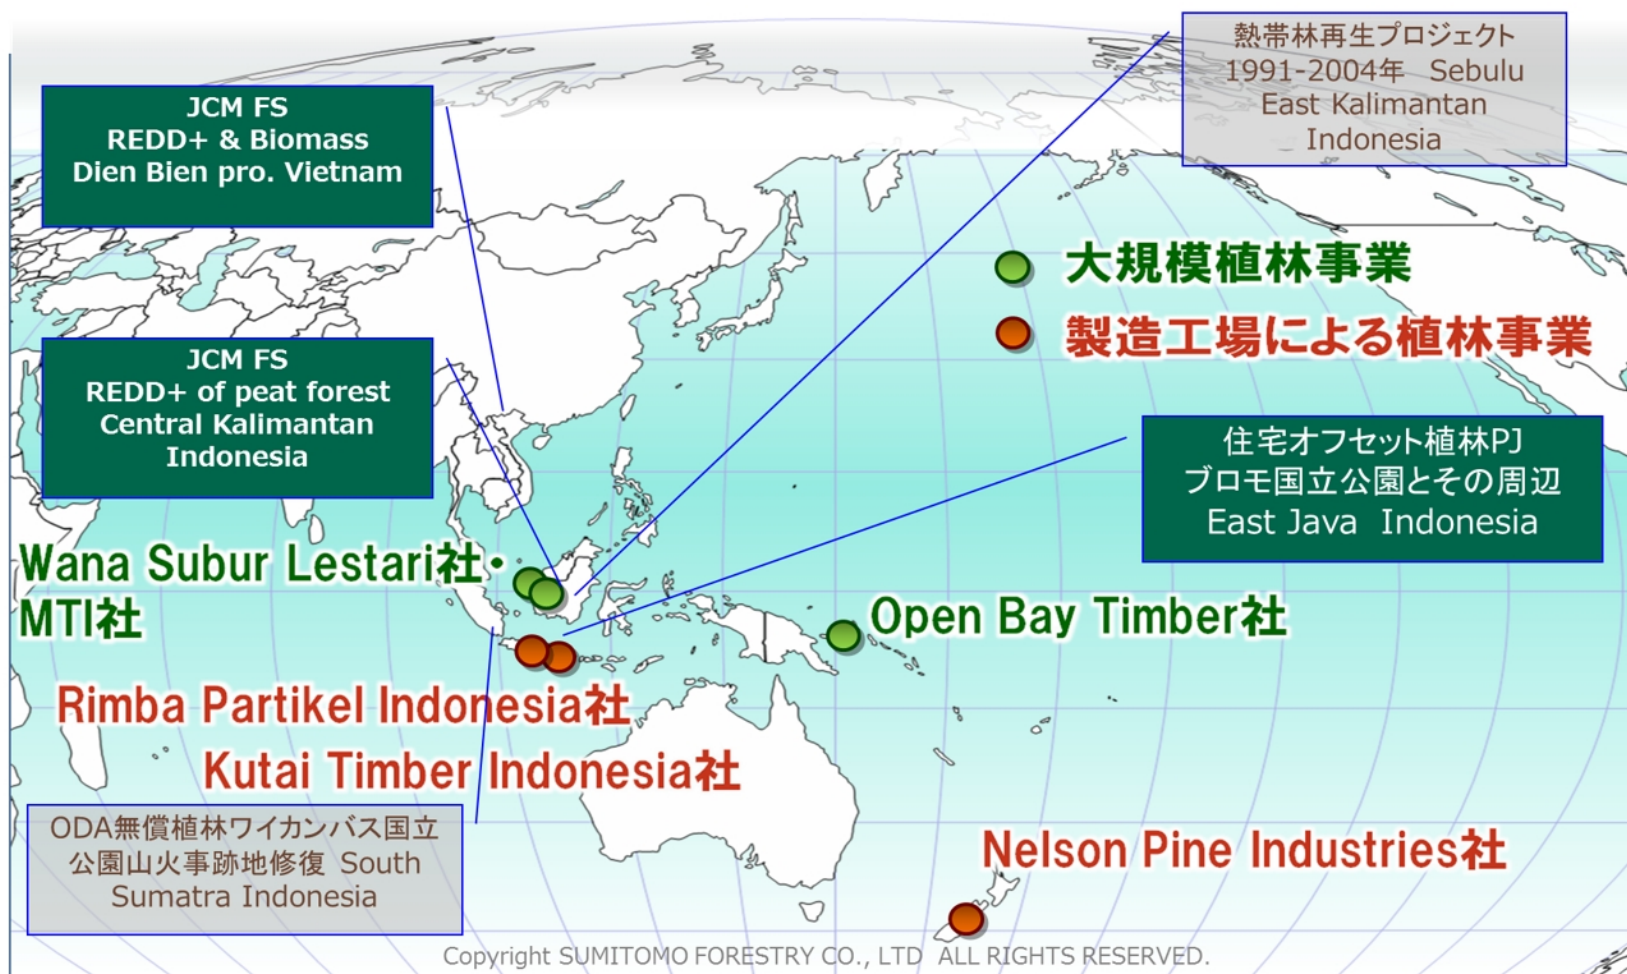 熱帯林再生プロジェクト
1991-2004年 Sebulu
East Kalimantan
Indonesia
JCM FS
REDD+ & Biomass
Dien Bien pro. Vietnam
大規模植林事業
製造工場による植林事業
JCM FS
REDD+ of peat forest
Central Kalimantan
Indonesia
住宅オフセット植林PJ
ブロモ国立公園とその周辺
East Java Indonesia
Wana Subur Lestari社・
MTI社
Open Bay Timber社
Rimba Partikel Indonesia社
Kutai Timber Indonesia社
ODA無償植林ワイカンバス国立
公園山火事跡地修復 South
Sumatra Indonesia
Nelson Pine Industries社
Copyright SUMITOMO FORESTRY CO., LTD ALL RIGHTS RESERVED.